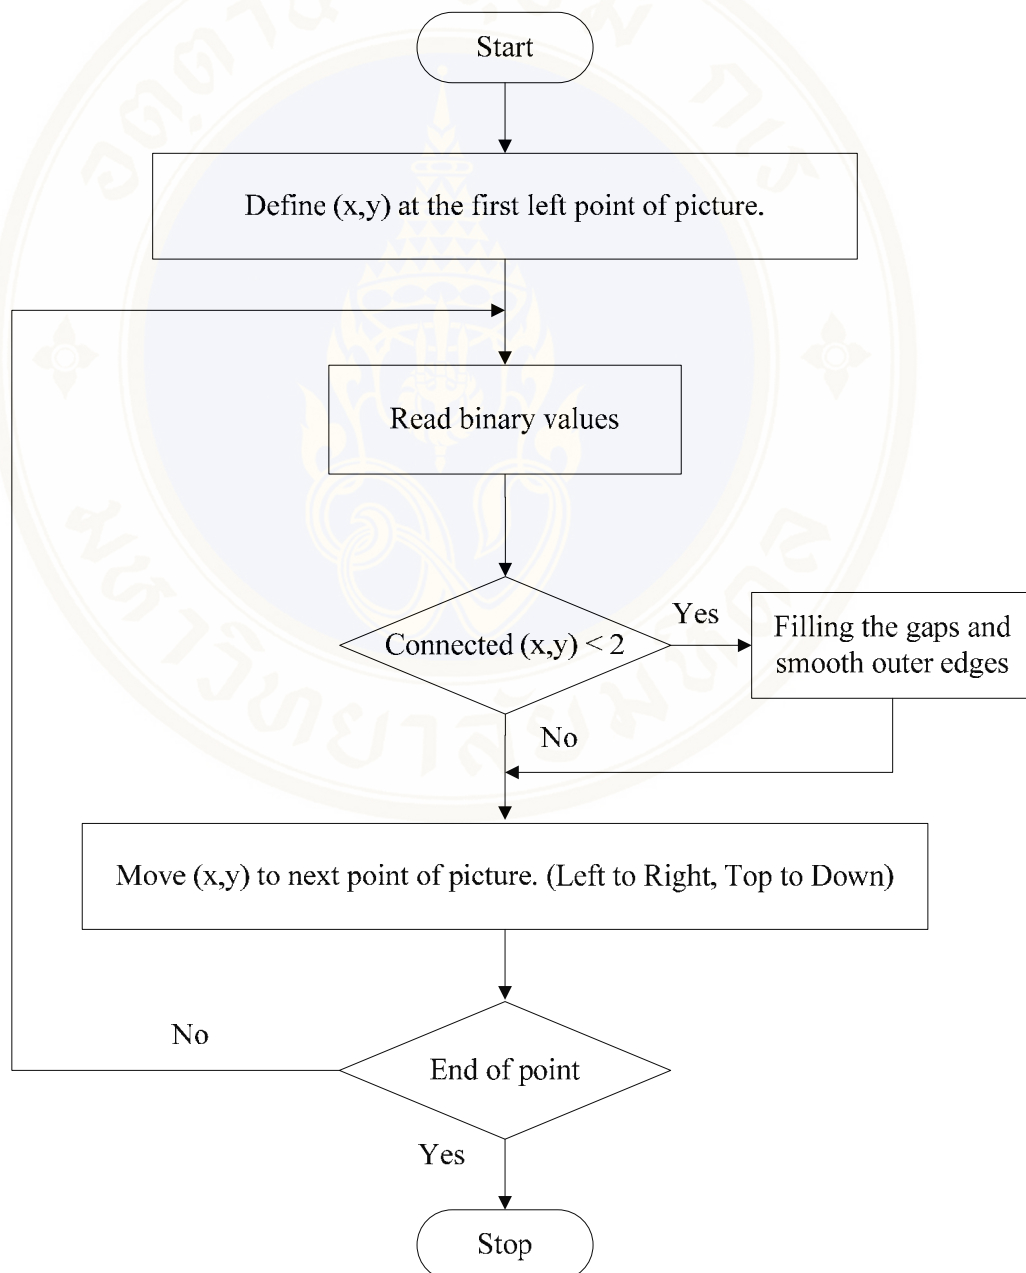 Start
Define (x,y) at the first left point of picture.
Read binary values
Connected (x,y) < 2
Yes
Filling the gaps and
smooth outer edges
No
Move (x,y) to next point of picture. (Left to Right, Top to Down)
No
End of point
Yes
Stop